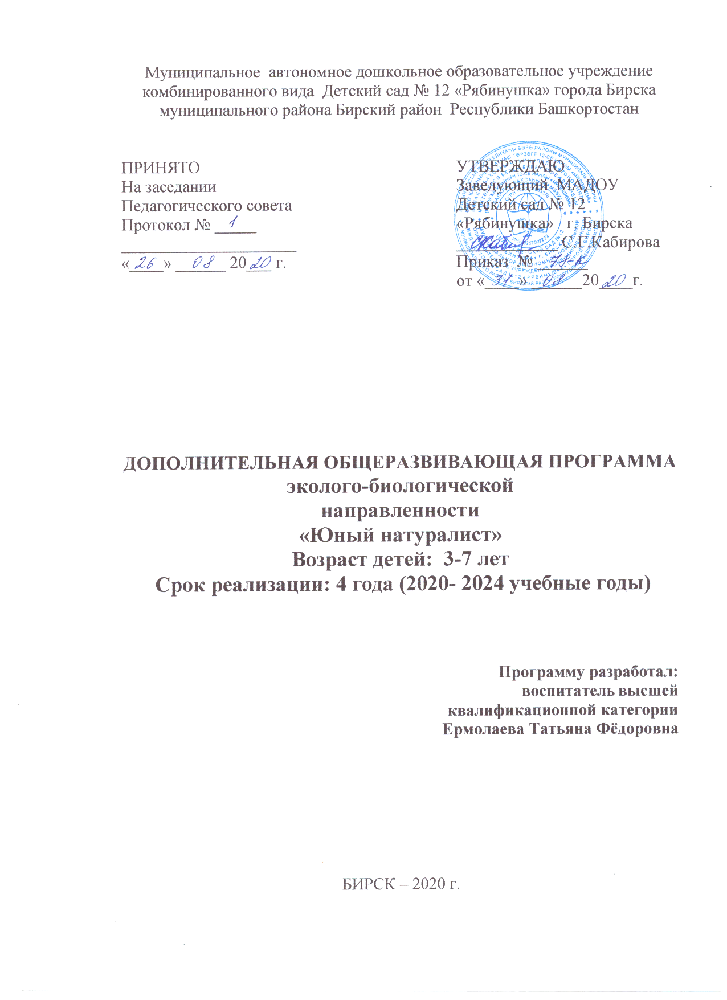 Муниципальное  автономное дошкольное образовательное учреждение
комбинированного вида  Детский сад № 12 «Рябинушка» города Бирска
муниципального района Бирский район  Республики Башкортостан
ПРИНЯТО
На заседании
Педагогического совета
Протокол № 1
«26» 08 2020 г.
УТВЕРЖДАЮ
Заведующий  МАДОУ
Детский сад № 12
«Рябинушка»   г. Бирска
С.Г.Кабирова
Приказ  №
от «31» 08 2020 г.
ДОПОЛНИТЕЛЬНАЯ ОБЩЕРАЗВИВАЮЩАЯ ПРОГРАММА
эколого-биологической
направленности
«Юный натуралист»
Возраст детей:  3-7 лет
Срок реализации: 4 года (2020- 2024 учебные годы)
Программу разработал:
воспитатель высшей
квалификационной категории
Ермолаева Татьяна Фёдоровна
БИРСК – 2020 г.